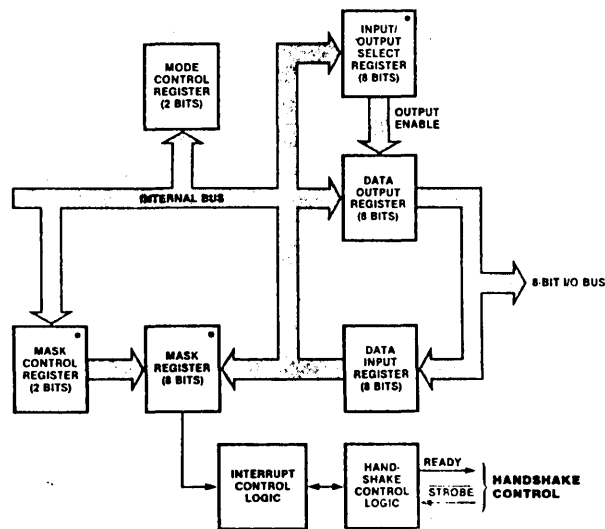 INPUT/
OUTPUT
SELECT
REGISTER
(8 BITS)
MODE
CONTROL
REGISTER
(2 BITS)
OUTPUT
ENABLE
INTERNAL BUS
DATA
OUTPUT
REGISTER
(8 BITS)
8-BIT I/O BUS
MASK
CONTROL
REGISTER
(2 BITS)
MASK
REGISTER
(8 BITS)
DATA
INPUT
REGISTER
(8 BITS)
INTERRUPT
CONTROL
LOGIC
HAND-
SHAKE
CONTROL
LOGIC
READY
STROBE
HANDSHAKE
CONTROL